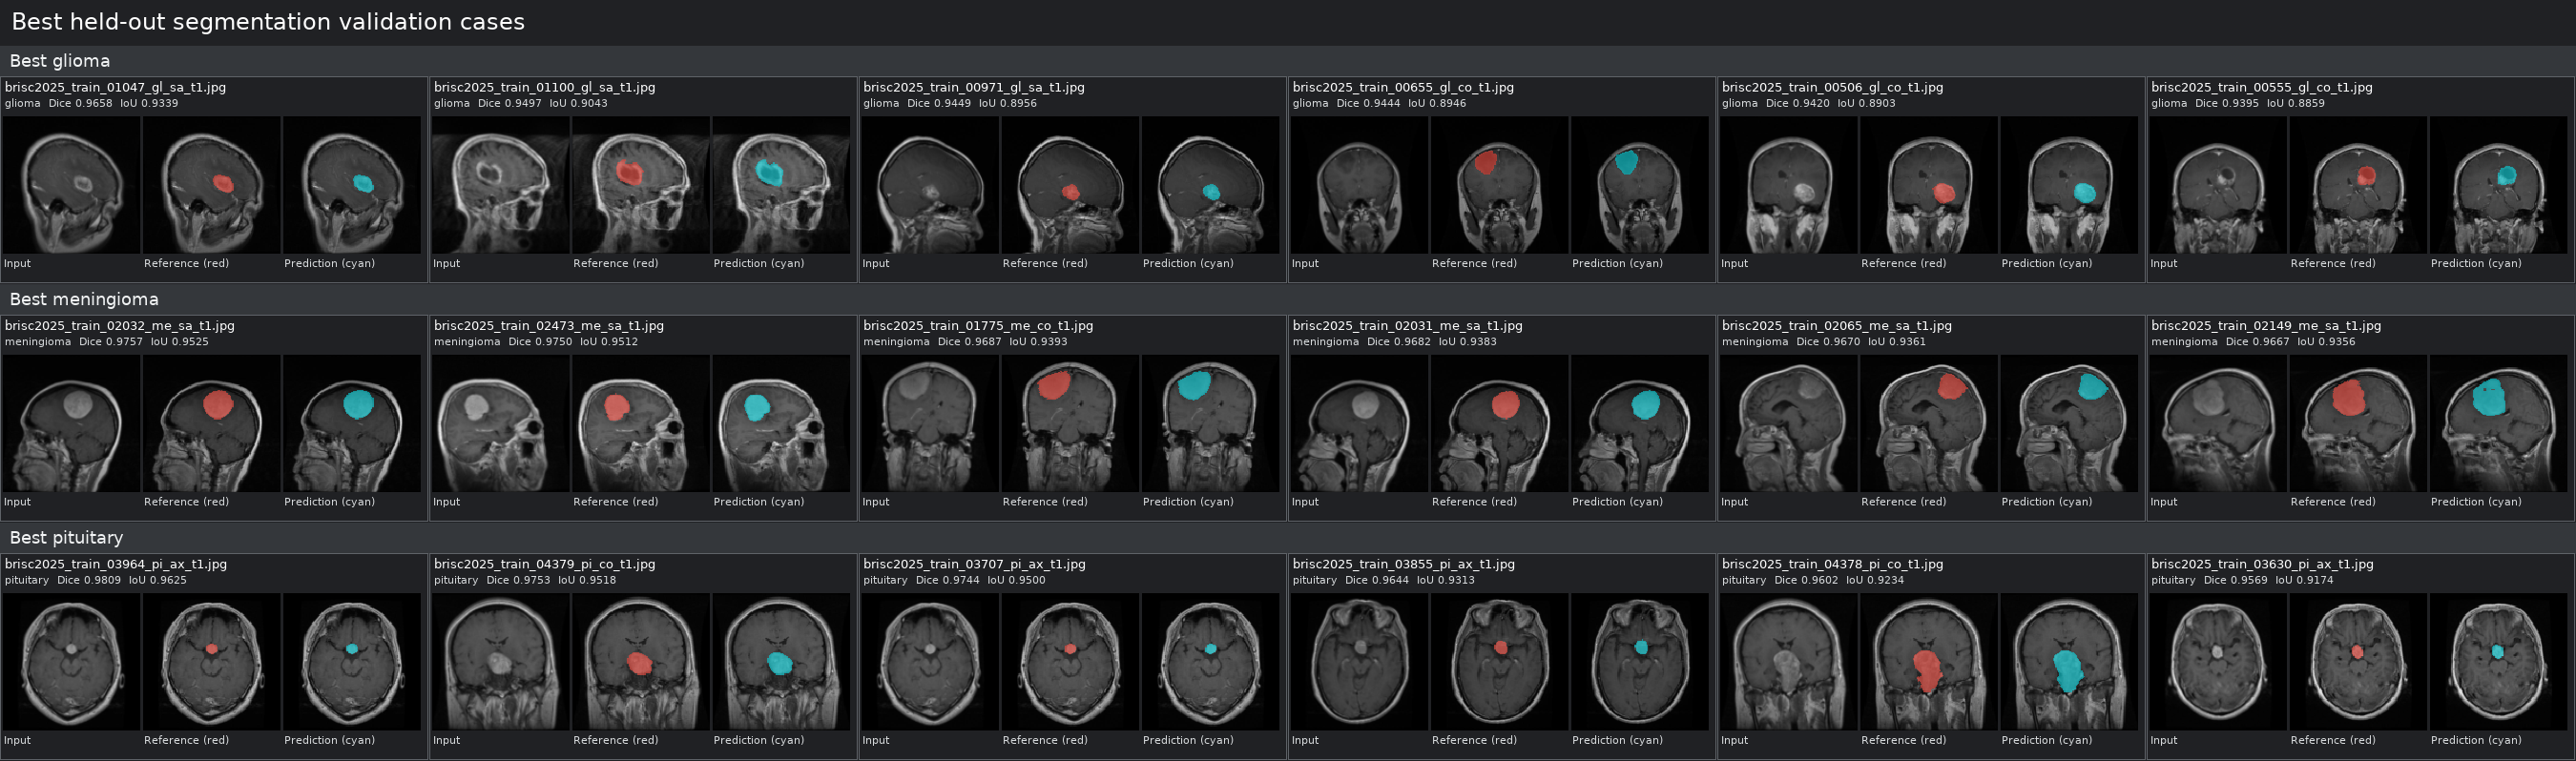 Best held-out segmentation validation cases
Best glioma
brisc2025_train_01047_gl_sa_t1.jpg
glioma Dice 0.9658 IoU 0.9339
Input Reference (red) Prediction (cyan)
brisc2025_train_01100_gl_sa_t1.jpg
glioma Dice 0.9497 IoU 0.9043
Input Reference (red) Prediction (cyan)
brisc2025_train_00971_gl_sa_t1.jpg
glioma Dice 0.9449 IoU 0.8956
Input Reference (red) Prediction (cyan)
brisc2025_train_00655_gl_co_t1.jpg
glioma Dice 0.9444 IoU 0.8946
Input Reference (red) Prediction (cyan)
brisc2025_train_00506_gl_co_t1.jpg
glioma Dice 0.9420 IoU 0.8903
Input Reference (red) Prediction (cyan)
brisc2025_train_00555_gl_co_t1.jpg
glioma Dice 0.9395 IoU 0.8859
Input Reference (red) Prediction (cyan)
Best meningioma
brisc2025_train_02032_me_sa_t1.jpg
meningioma Dice 0.9757 IoU 0.9525
Input Reference (red) Prediction (cyan)
brisc2025_train_02473_me_sa_t1.jpg
meningioma Dice 0.9750 IoU 0.9512
Input Reference (red) Prediction (cyan)
brisc2025_train_01775_me_co_t1.jpg
meningioma Dice 0.9687 IoU 0.9393
Input Reference (red) Prediction (cyan)
brisc2025_train_02031_me_sa_t1.jpg
meningioma Dice 0.9682 IoU 0.9383
Input Reference (red) Prediction (cyan)
brisc2025_train_02065_me_sa_t1.jpg
meningioma Dice 0.9670 IoU 0.9361
Input Reference (red) Prediction (cyan)
brisc2025_train_02149_me_sa_t1.jpg
meningioma Dice 0.9667 IoU 0.9356
Input Reference (red) Prediction (cyan)
Best pituitary
brisc2025_train_03964_pi_ax_t1.jpg
pituitary Dice 0.9809 IoU 0.9625
Input Reference (red) Prediction (cyan)
brisc2025_train_04379_pi_co_t1.jpg
pituitary Dice 0.9753 IoU 0.9518
Input Reference (red) Prediction (cyan)
brisc2025_train_03707_pi_ax_t1.jpg
pituitary Dice 0.9744 IoU 0.9500
Input Reference (red) Prediction (cyan)
brisc2025_train_03855_pi_ax_t1.jpg
pituitary Dice 0.9644 IoU 0.9313
Input Reference (red) Prediction (cyan)
brisc2025_train_04378_pi_co_t1.jpg
pituitary Dice 0.9602 IoU 0.9234
Input Reference (red) Prediction (cyan)
brisc2025_train_03630_pi_ax_t1.jpg
pituitary Dice 0.9569 IoU 0.9174
Input Reference (red) Prediction (cyan)